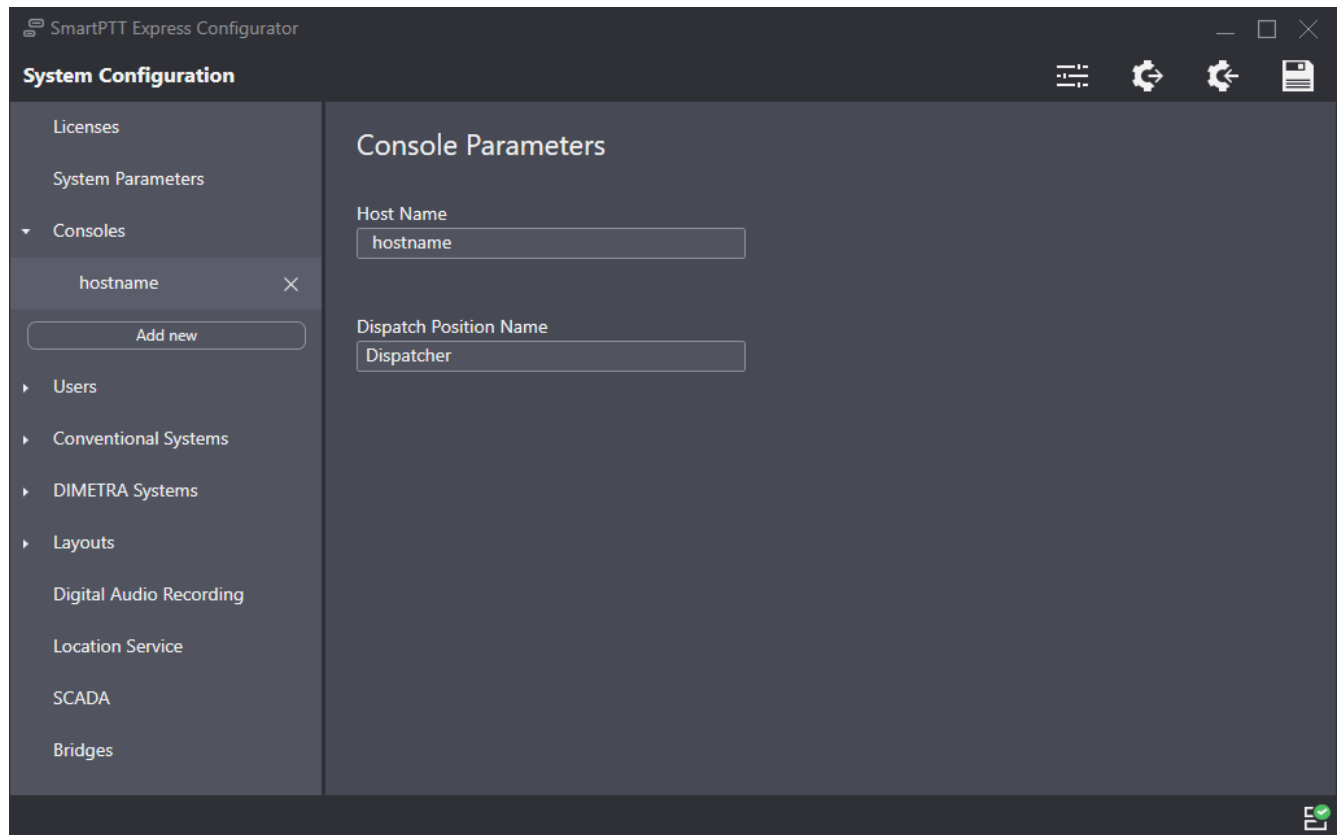 SmartPTT Express Configurator
System Configuration
Licenses
System Parameters
Consoles
hostname
Add new
Users
Conventional Systems
DIMETRA Systems
Layouts
Digital Audio Recording
Location Service
SCADA
Bridges
Console Parameters
Host Name
hostname
Dispatch Position Name
Dispatcher